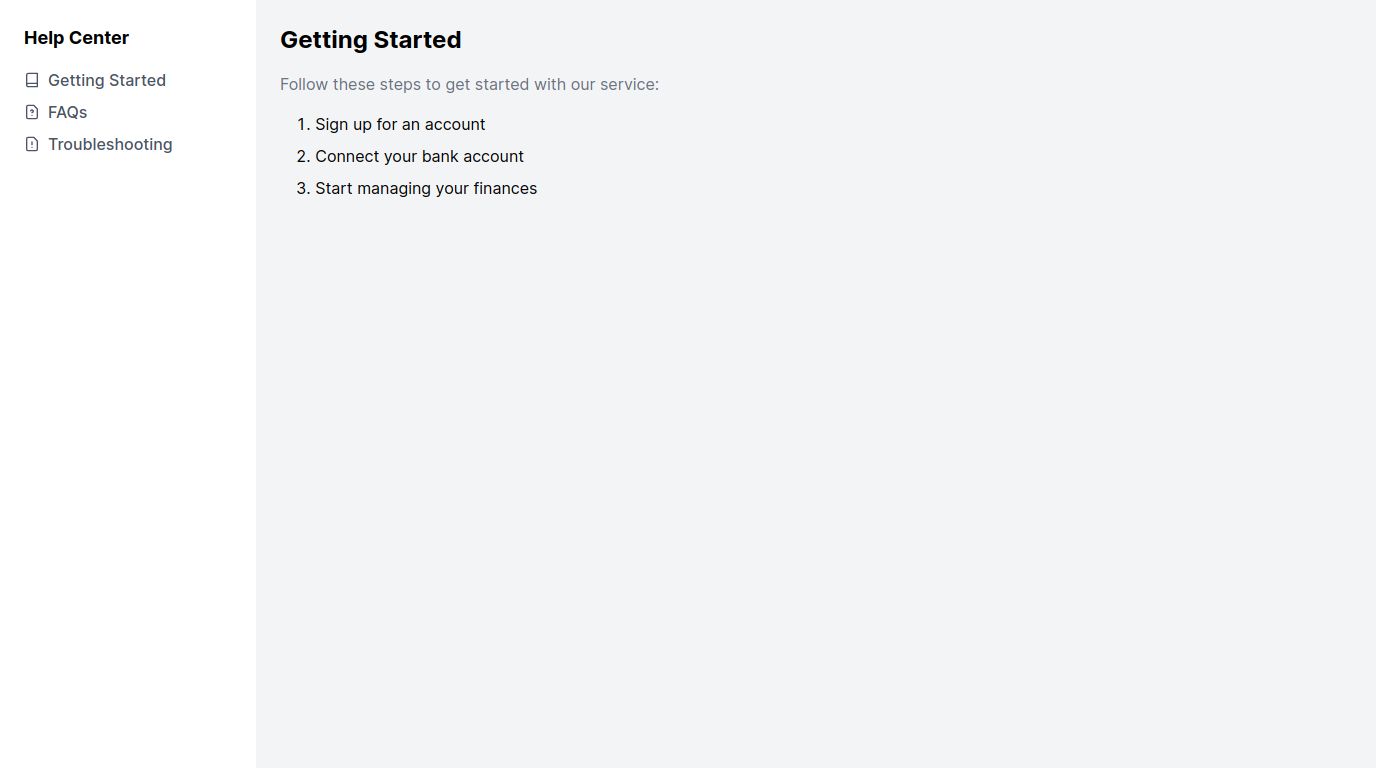 Help Center
Getting Started
FAQs
Troubleshooting
Getting Started
Follow these steps to get started with our service:
1. Sign up for an account
2. Connect your bank account
3. Start managing your finances